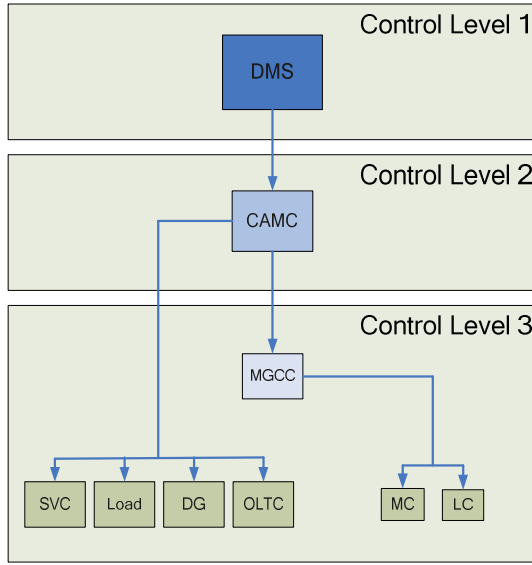 Control Level 1
DMS
Control Level 2
CAMC
Control Level 3
MGCC
SVC
Load
DG
OLTC
MC
LC